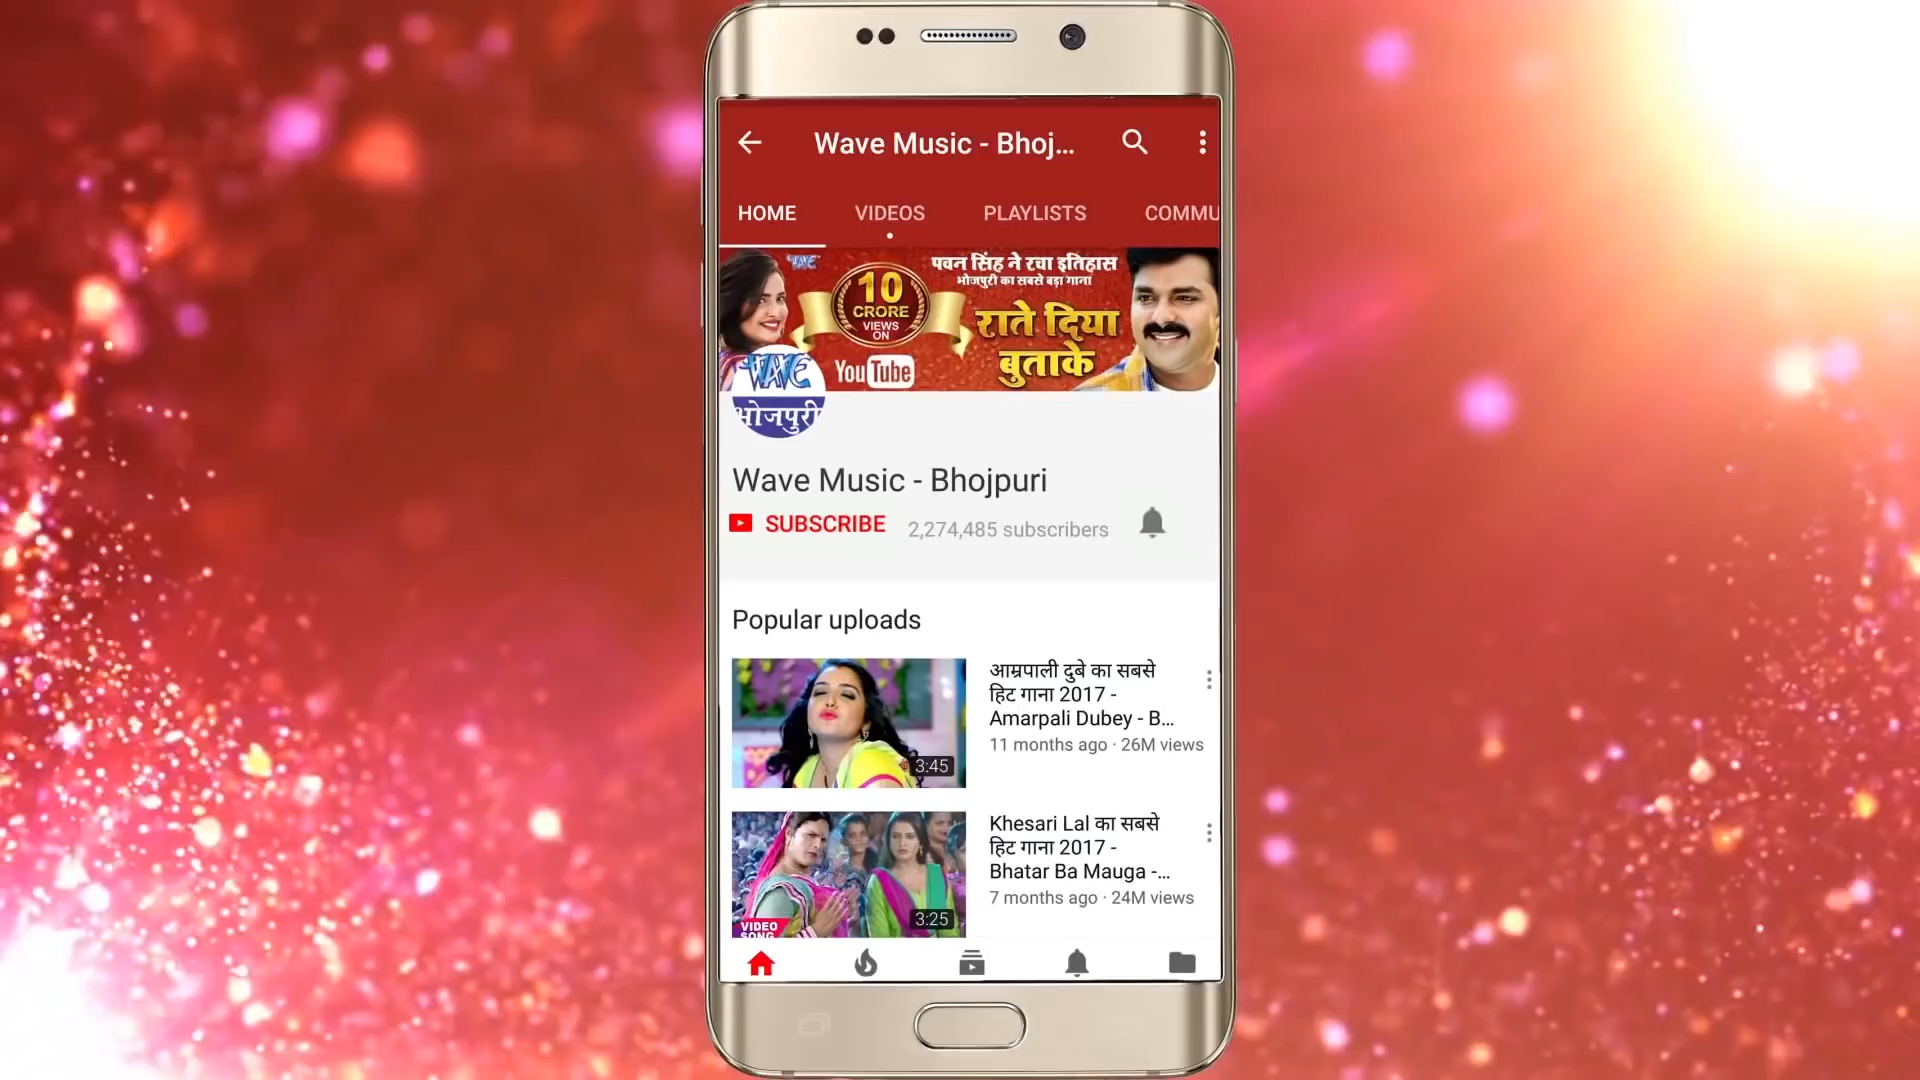 Wave Music - Bhoj...
HOME VIDEOS PLAYLISTS COMMU
WAVE
पवन सिंह ने रचा इतिहास
भोजपुरी का सबसे बड़ा गाना
10
CRORE
VIEWS
ON
YouTube
राते दिया
बुताके
WAVE
भोजपुरी
Wave Music - Bhojpuri
SUBSCRIBE 2,274,485 subscribers
Popular uploads
आम्रपाली दुबे का सबसे
हिट गाना 2017 -
Amarpali Dubey - B...
11 months ago · 26M views
3:45
Khesari Lal का सबसे
हिट गाना 2017 -
Bhatar Ba Mauga -...
7 months ago · 24M views
3:25
VIDEO
SONG